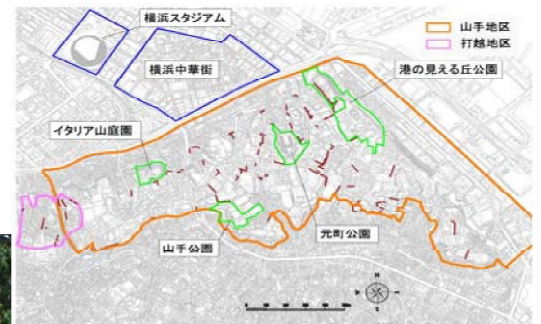 横浜スタジアム
山手地区
打越地区
横浜中華街
港の見える丘公園
イタリア山庭園
山手公園
元町公園
N